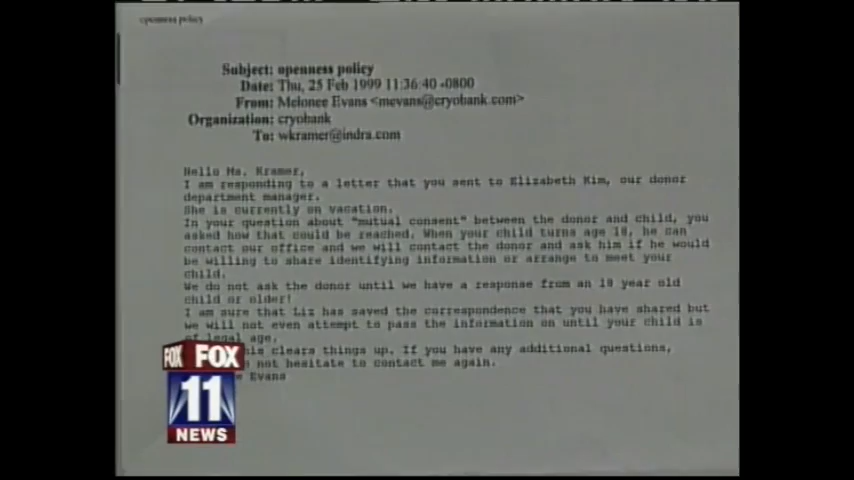 openness policy
Subject: openness policy
Date: Thu, 25 Feb 1999 11:36:40 -0800
From: Melonee Evans <mevans@cryobank.com>
Organization: cryobank
To: wkramer@indra.com
Hello Ms. Kramer,
I am responding to a letter that you sent to Elizabeth Kim, our donor
department manager.
She is currently on vacation.
In your question about "mutual consent" between the donor and child, you
asked how that could be reached. When your child turns age 18, he can
contact our office and we will contact the donor and ask him if he would
be willing to share identifying information or arrange to meet your
child.
We do not ask the donor until we have a response from an 18 year old
child or older!
I am sure that Liz has saved the correspondence that you have shared but
we will not even attempt to pass the information on until your child is
of legal age.
his clears things up. If you have any additional questions,
not hesitate to contact me again.
e Evans
FOX FOX
11
NEWS